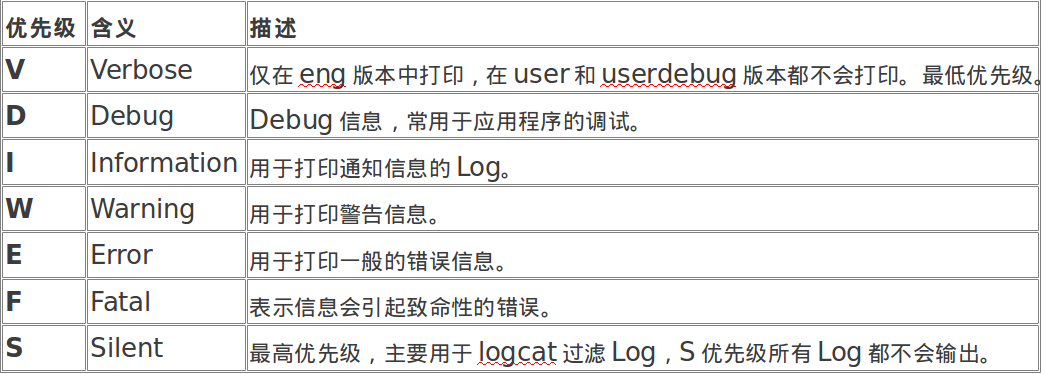 优先级 含义 描述
V Verbose 仅在 eng 版本中打印，在 user 和 userdebug 版本都不会打印。最低优先级。
D Debug Debug 信息，常用于应用程序的调试。
I Information 用于打印通知信息的 Log。
W Warning 用于打印警告信息。
E Error 用于打印一般的错误信息。
F Fatal 表示信息会引起致命性的错误。
S Silent 最高优先级，主要用于 logcat 过滤 Log，S 优先级所有 Log 都不会输出。